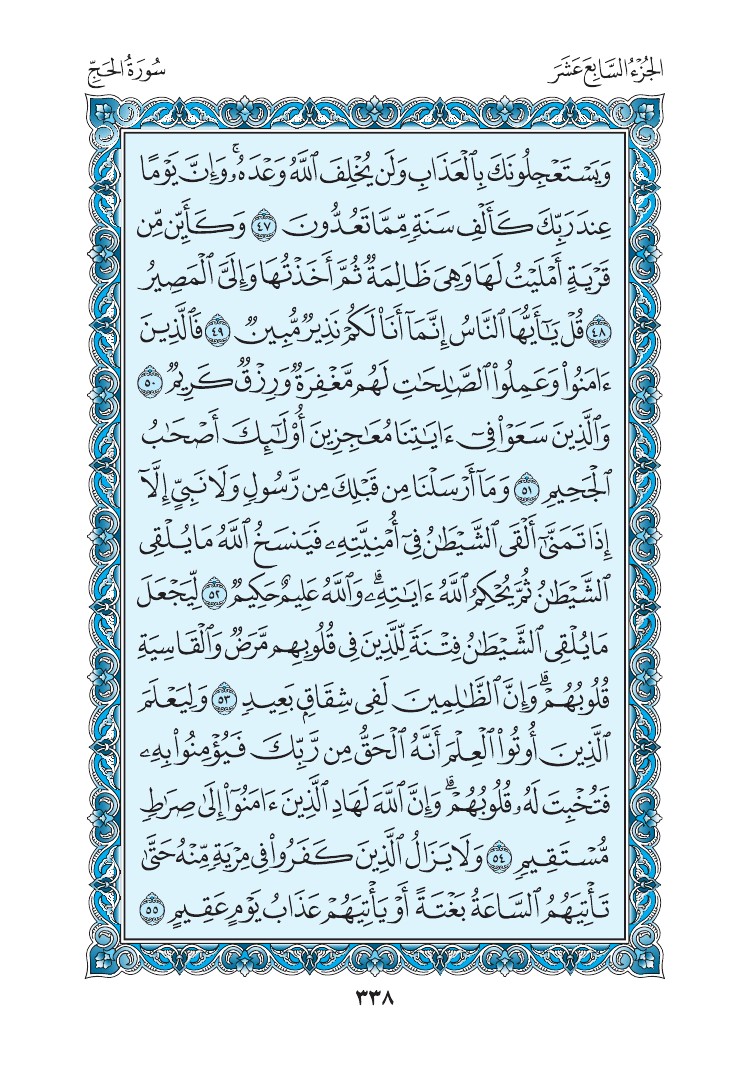 الجُزْءُ السَّابِعَ عَشَرَ
سُورَةُ الحَجِّ
وَيَسْتَعْجِلُونَكَ بِٱلْعَذَابِ وَلَن يُخْلِفَ ٱللَّهُ وَعْدَهُۥۚ وَإِنَّ يَوْمًا
عِندَ رَبِّكَ كَأَلْفِ سَنَةٍ مِّمَّا تَعُدُّونَ ٤٧ وَكَأَيِّن مِّن
قَرْيَةٍ أَمْلَيْتُ لَهَا وَهِىَ ظَالِمَةٌ ثُمَّ أَخَذْتُهَا وَإِلَىَّ ٱلْمَصِيرُ
٤٨ قُلْ يَٰٓأَيُّهَا ٱلنَّاسُ إِنَّمَآ أَنَا۠ لَكُمْ نَذِيرٌ مُّبِينٌ ٤٩ فَٱلَّذِينَ
ءَامَنُوا۟ وَعَمِلُوا۟ ٱلصَّٰلِحَٰتِ لَهُم مَّغْفِرَةٌ وَرِزْقٌ كَرِيمٌ ٥٠
وَٱلَّذِينَ سَعَوْا۟ فِىٓ ءَايَٰتِنَا مُعَٰجِزِينَ أُو۟لَٰٓئِكَ أَصْحَٰبُ
ٱلْجَحِيمِ ٥١ وَمَآ أَرْسَلْنَا مِن قَبْلِكَ مِن رَّسُولٍ وَلَا نَبِىٍّ إِلَّآ
إِذَا تَمَنَّىٰٓ أَلْقَى ٱلشَّيْطَٰنُ فِىٓ أُمْنِيَّتِهِۦ فَيَنسَخُ ٱللَّهُ مَا يُلْقِى
ٱلشَّيْطَٰنُ ثُمَّ يُحْكِمُ ٱللَّهُ ءَايَٰتِهِۦۗ وَٱللَّهُ عَلِيمٌ حَكِيمٌ ٥٢ لِّيَجْعَلَ
مَا يُلْقِى ٱلشَّيْطَٰنُ فِتْنَةً لِّلَّذِينَ فِى قُلُوبِهِم مَّرَضٌ وَٱلْقَاسِيَةِ
قُلُوبُهُمْۗ وَإِنَّ ٱلظَّٰلِمِينَ لَفِى شِقَاقٍۭ بَعِيدٍ ٥٣ وَلِيَعْلَمَ
ٱلَّذِينَ أُوتُوا۟ ٱلْعِلْمَ أَنَّهُ ٱلْحَقُّ مِن رَّبِّكَ فَيُؤْمِنُوا۟ بِهِۦ
فَتُخْبِتَ لَهُۥ قُلُوبُهُمْۗ وَإِنَّ ٱللَّهَ لَهَادِ ٱلَّذِينَ ءَامَنُوٓا۟ إِلَىٰ صِرَٰطٍ
مُّسْتَقِيمٍ ٥٤ وَلَا يَزَالُ ٱلَّذِينَ كَفَرُوا۟ فِى مِرْيَةٍ مِّنْهُ حَتَّىٰ
تَأْتِيَهُمُ ٱلسَّاعَةُ بَغْتَةً أَوْ يَأْتِيَهُمْ عَذَابُ يَوْمٍ عَقِيمٍ ٥٥
٣٣٨